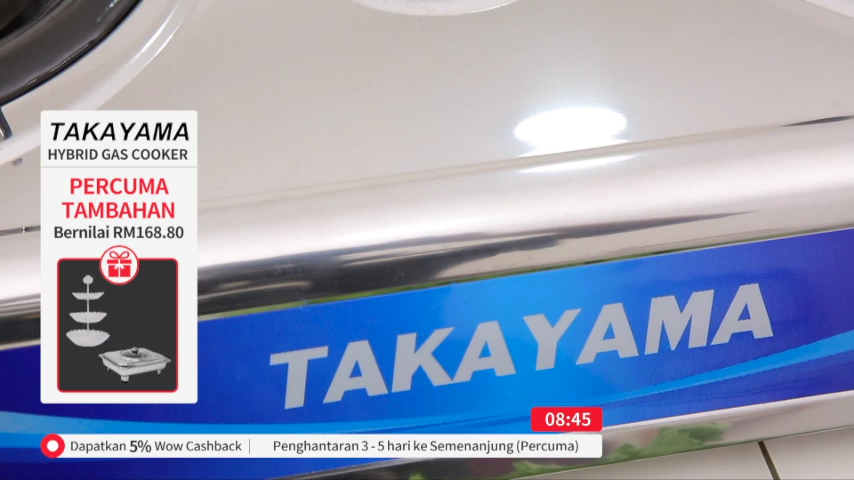 TAKAYAMA
HYBRID GAS COOKER
PERCUMA
TAMBAHAN
Bernilai RM168.80
TAKAYAMA
08:45
Dapatkan 5% Wow Cashback | Penghantaran 3 - 5 hari ke Semenanjung (Percuma)